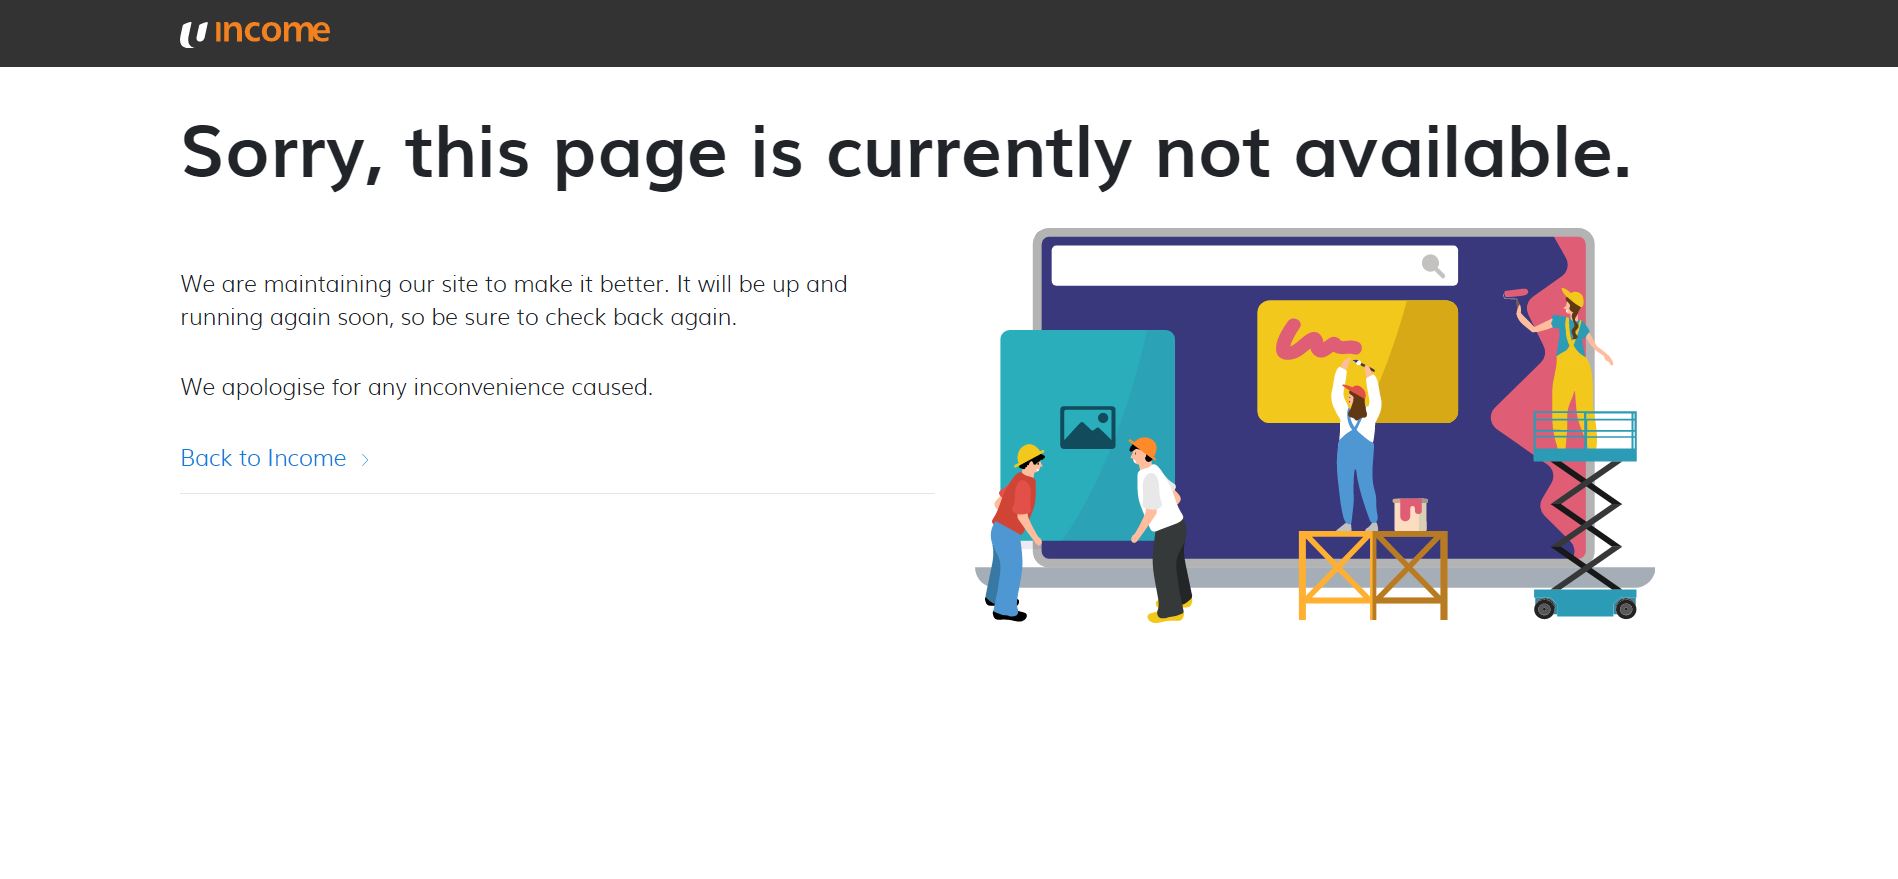 income
Sorry, this page is currently not available.
We are maintaining our site to make it better. It will be up and
running again soon, so be sure to check back again.
We apologise for any inconvenience caused.
Back to Income